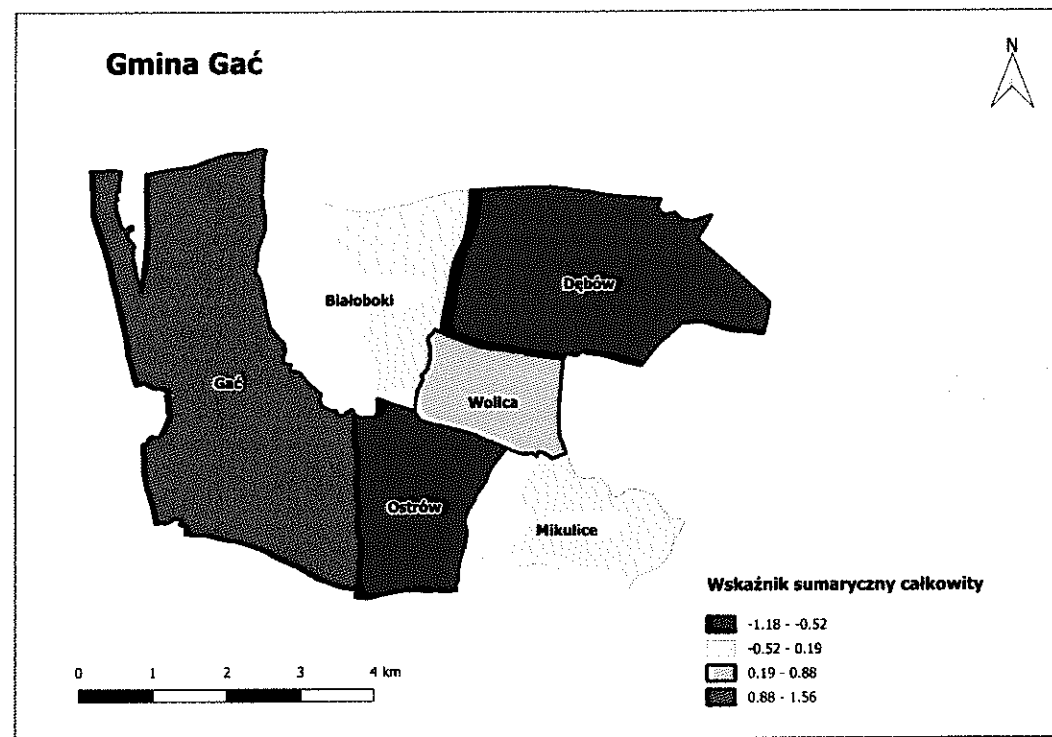 Gmina Gać
N
Białoboki
Dębów
Gać
Wolica
Ostrów
Mikulice
Wskaźnik sumaryczny całkowity
-1.18 - -0.52
-0.52 - 0.19
0.19 - 0.88
0.88 - 1.56
0 1 2 3 4 km